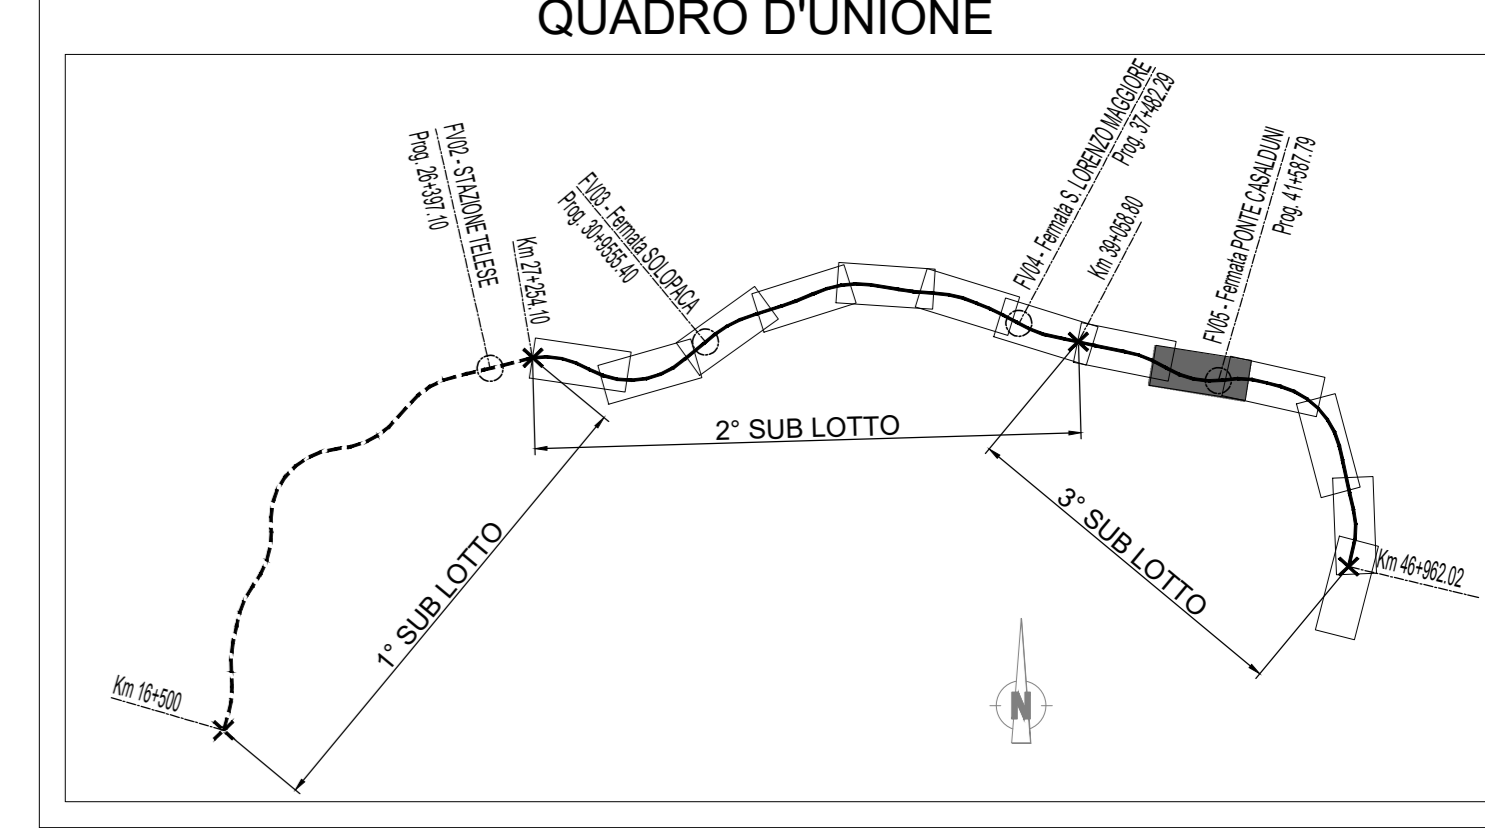 QUADRO D'UNIONE
FV02 - STAZIONE TELESE
Prog. 26+397.10
Km 27+254.10
FV03 - Fermata SOLOPACA
Prog. 30+9555.40
FV04 - Fermata S. LORENZO MAGGIORE
Prog. 37+482.29
Km 39+058.80
FV05 - Fermata PONTE CASALDUNI
Prog. 41+587.79
2° SUB LOTTO
1° SUB LOTTO
3° SUB LOTTO
Km 46+962.02
Km 16+500
N